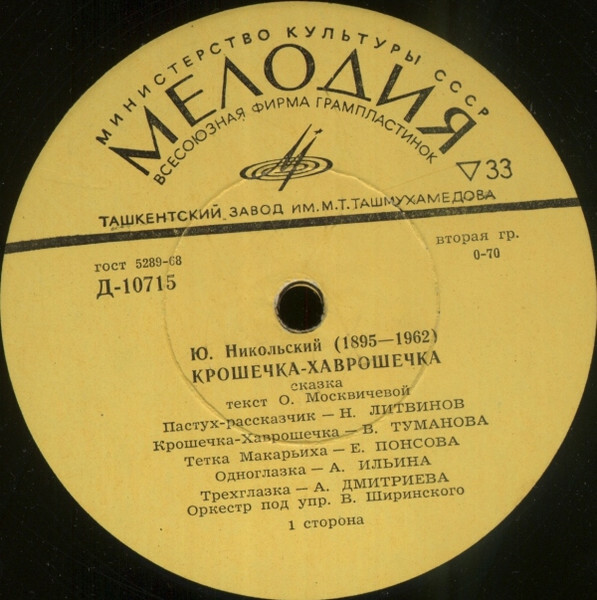 МИНИСТЕРСТВО КУЛЬТУРЫ СССР
МЕЛОДИЯ
ВСЕСОЮЗНАЯ ФИРМА ГРАМПЛАСТИНОК
▽33
ТАШКЕНТСКИЙ ЗАВОД ИМ. М.Т. ТАШМУХАМЕДОВА
гост 5289-68
Д-10715
вторая гр.
0-70
Ю. Никольский (1895—1962)
КРОШЕЧКА-ХАВРОШЕЧКА
сказка
текст О. Москвичевой
Пастух-рассказчик — Н. ЛИТВИНОВ
Крошечка-Хаврошечка — В. ТУМАНОВА
Тетка Макарьиха — Е. ПОНСОВА
Одноглазка — А. ИЛЬИНА
Трехглазка — А. ДМИТРИЕВА
Оркестр под упр. В. Ширинского
1 сторона